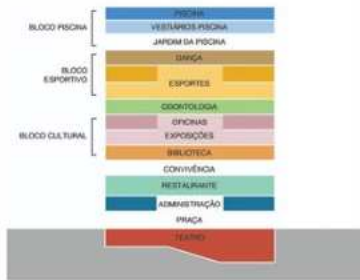 PISCINA
BLOCO PISCINA
VESTIÁRIOS PISCINA
JARDIM DA PISCINA
DANÇA
BLOCO
ESPORTIVO
ESPORTES
ODONTOLOGIA
OFICINAS
BLOCO CULTURAL
EXPOSIÇÕES
BIBLIOTECA
CONVIVÊNCIA
RESTAURANTE
ADMINISTRAÇÃO
PRAÇA
TEATRO